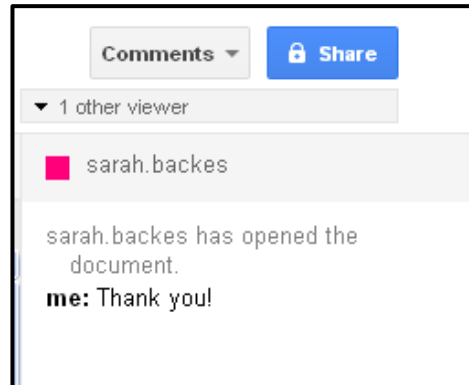 Comments Share
1 other viewer
sarah.backes
sarah.backes has opened the
document.
me: Thank you!